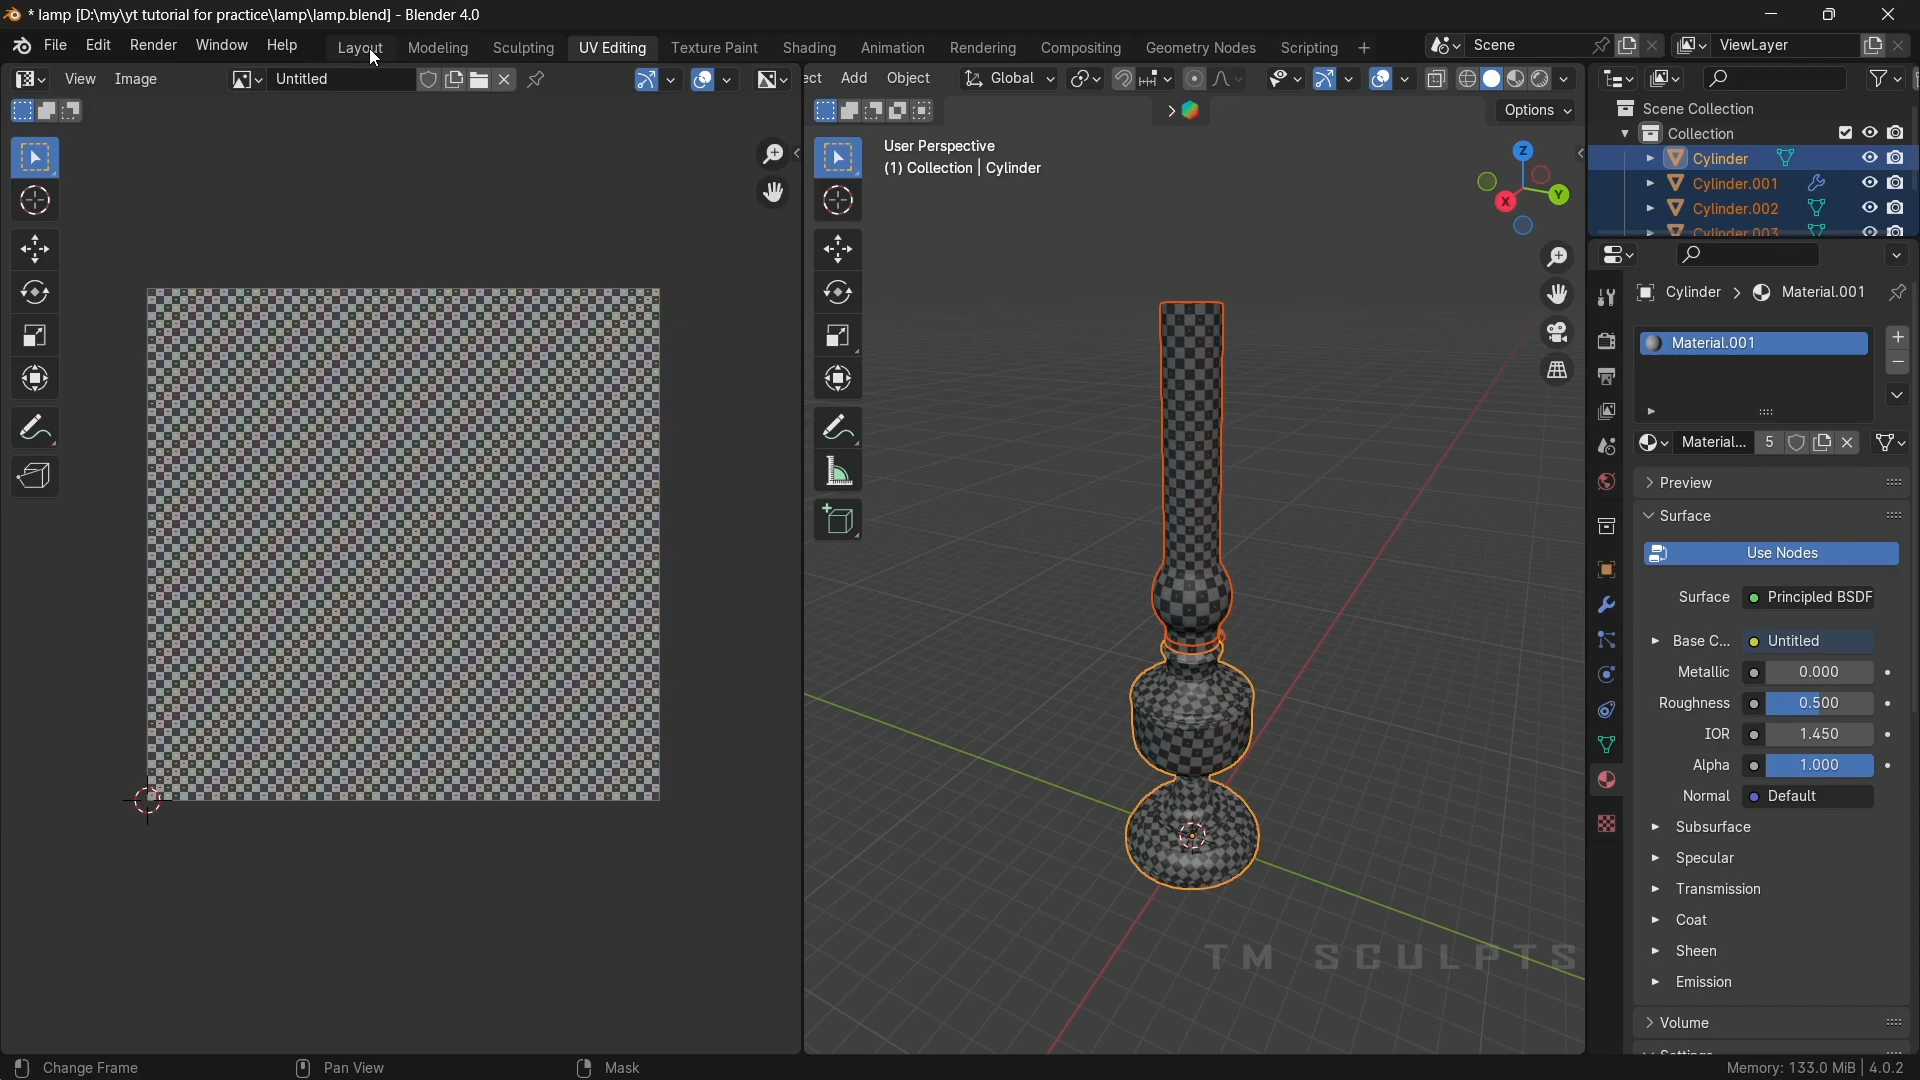 * lamp [D:\my\yt tutorial for practice\lamp\lamp.blend] - Blender 4.0
File Edit Render Window Help Layout Modeling Sculpting UV Editing Texture Paint Shading Animation Rendering Compositing Geometry Nodes Scripting + Scene ViewLayer
View Image Untitled
ect Add Object Global
Options
User Perspective
(1) Collection | Cylinder
Z
Y
X
TM SCULPTS
Scene Collection
Collection
Cylinder
Cylinder.001
Cylinder.002
Cylinder.003
Cylinder > Material.001
Material.001
Material... 5
Preview
Surface
Use Nodes
Surface Principled BSDF
Base C... Untitled
Metallic 0.000
Roughness 0.500
IOR 1.450
Alpha 1.000
Normal Default
Subsurface
Specular
Transmission
Coat
Sheen
Emission
Volume
Settings
Change Frame Pan View Mask Memory: 133.0 MiB | 4.0.2